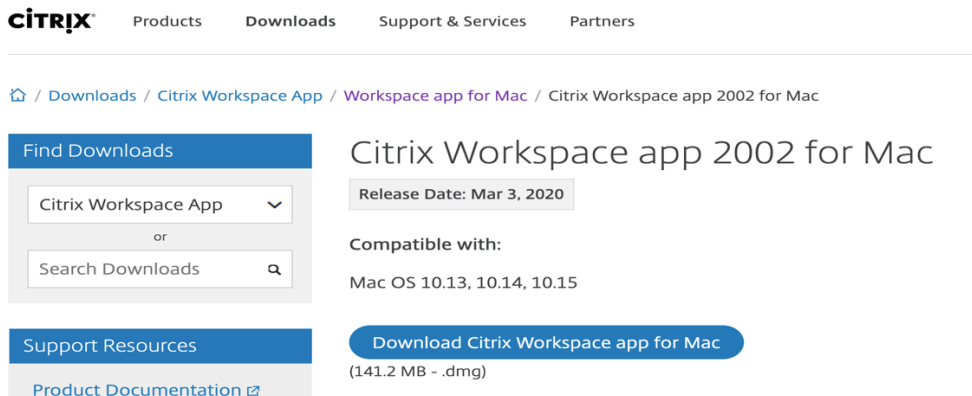 CİTRIX Products Downloads Support & Services Partners
/ Downloads / Citrix Workspace App / Workspace app for Mac / Citrix Workspace app 2002 for Mac
Find Downloads
Citrix Workspace App
or
Search Downloads
Support Resources
Product Documentation
Citrix Workspace app 2002 for Mac
Release Date: Mar 3, 2020
Compatible with:
Mac OS 10.13, 10.14, 10.15
Download Citrix Workspace app for Mac
(141.2 MB - .dmg)